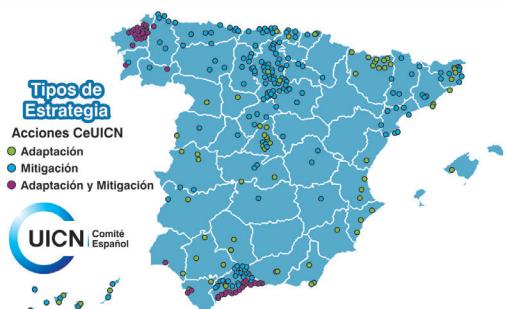 Tipos de
Estrategia
Acciones CeUICN
Adaptación
Mitigación
Adaptación y Mitigación
UICN
Comité
Español